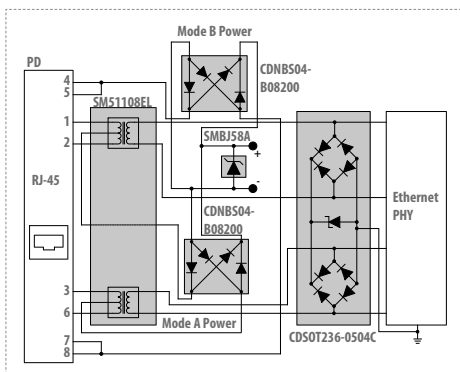 Mode B Power
PD
CDNBS04-
B08200
4
5
SM51108EL
1
2
SMBJ58A
+
-
RJ-45
Ethernet
PHY
CDNBS04-
B08200
3
6
Mode A Power
CDSOT236-0504C
7
8